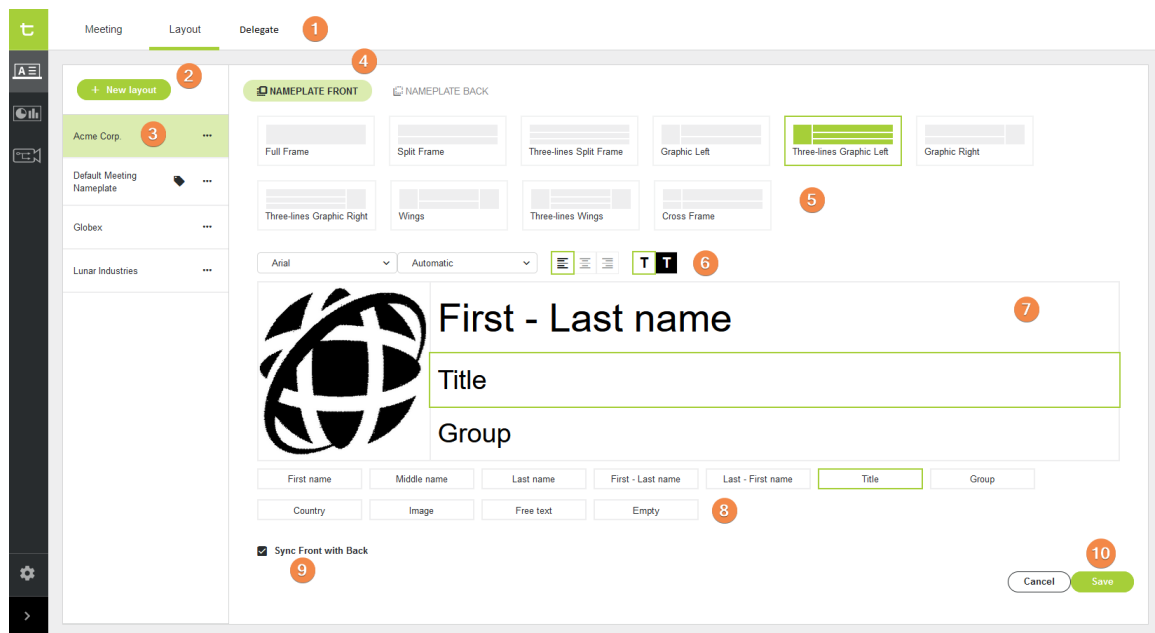 t Meeting Layout Delegate 1
4
A
+ New layout 2
NAMEPLATE FRONT NAMEPLATE BACK
Acme Corp. 3 ...
Full Frame Split Frame Three-lines Split Frame Graphic Left Three-lines Graphic Left Graphic Right
Default Meeting
Nameplate ...
Three-lines Graphic Right Wings Three-lines Wings Cross Frame 5
Globex ...
Lunar Industries ...
Arial Automatic T T 6
First - Last name 7
Title
Group
First name Middle name Last name First - Last name Last - First name Title Group
Country Image Free text Empty 8
Sync Front with Back
9
10
Cancel Save